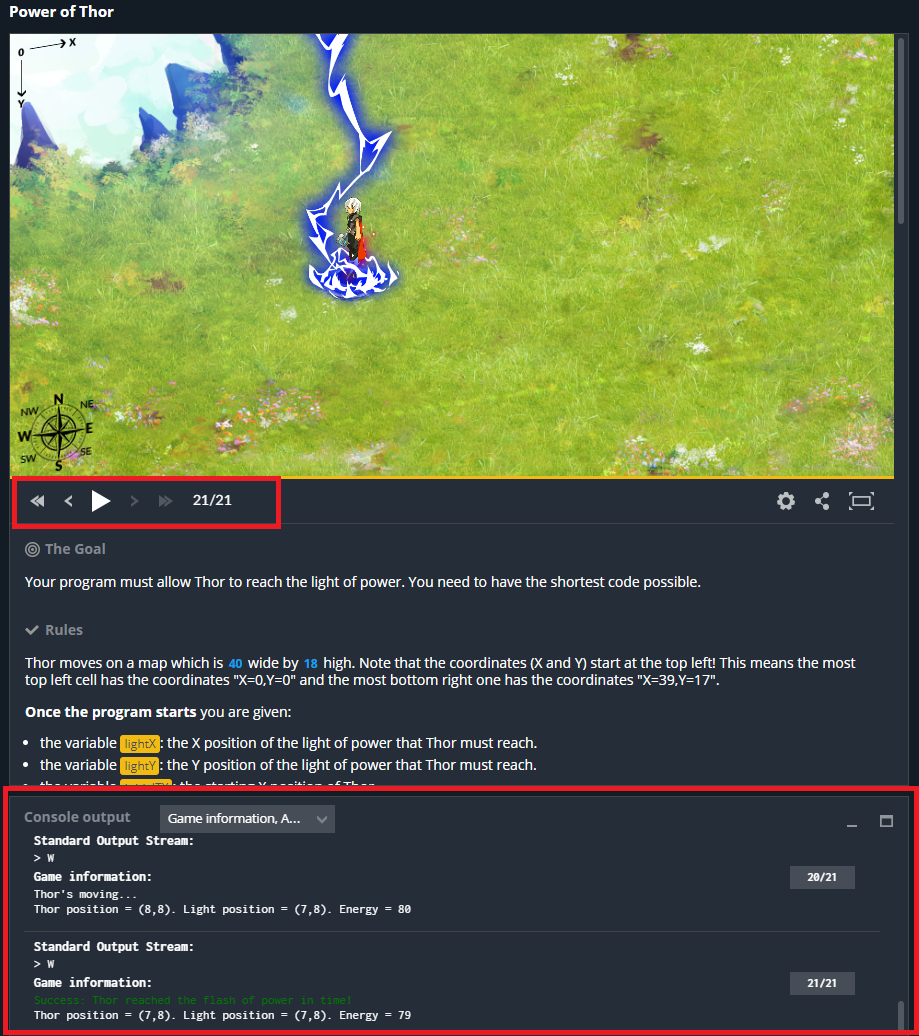 Power of Thor
0 X
Y
N
NW NE
W E
SW SE
S
21/21
The Goal
Your program must allow Thor to reach the light of power. You need to have the shortest code possible.
Rules
Thor moves on a map which is 40 wide by 18 high. Note that the coordinates (X and Y) start at the top left! This means the most
top left cell has the coordinates "X=0,Y=0" and the most bottom right one has the coordinates "X=39,Y=17".
Once the program starts you are given:
the variable lightX: the X position of the light of power that Thor must reach.
the variable lightY: the Y position of the light of power that Thor must reach.
Console output
Game information, A...
Standard Output Stream:
> W
Game information:
20/21
Thor's moving...
Thor position = (8,8). Light position = (7,8). Energy = 80
Standard Output Stream:
> W
Game information:
21/21
Success: Thor reached the flash of power in time!
Thor position = (7,8). Light position = (7,8). Energy = 79